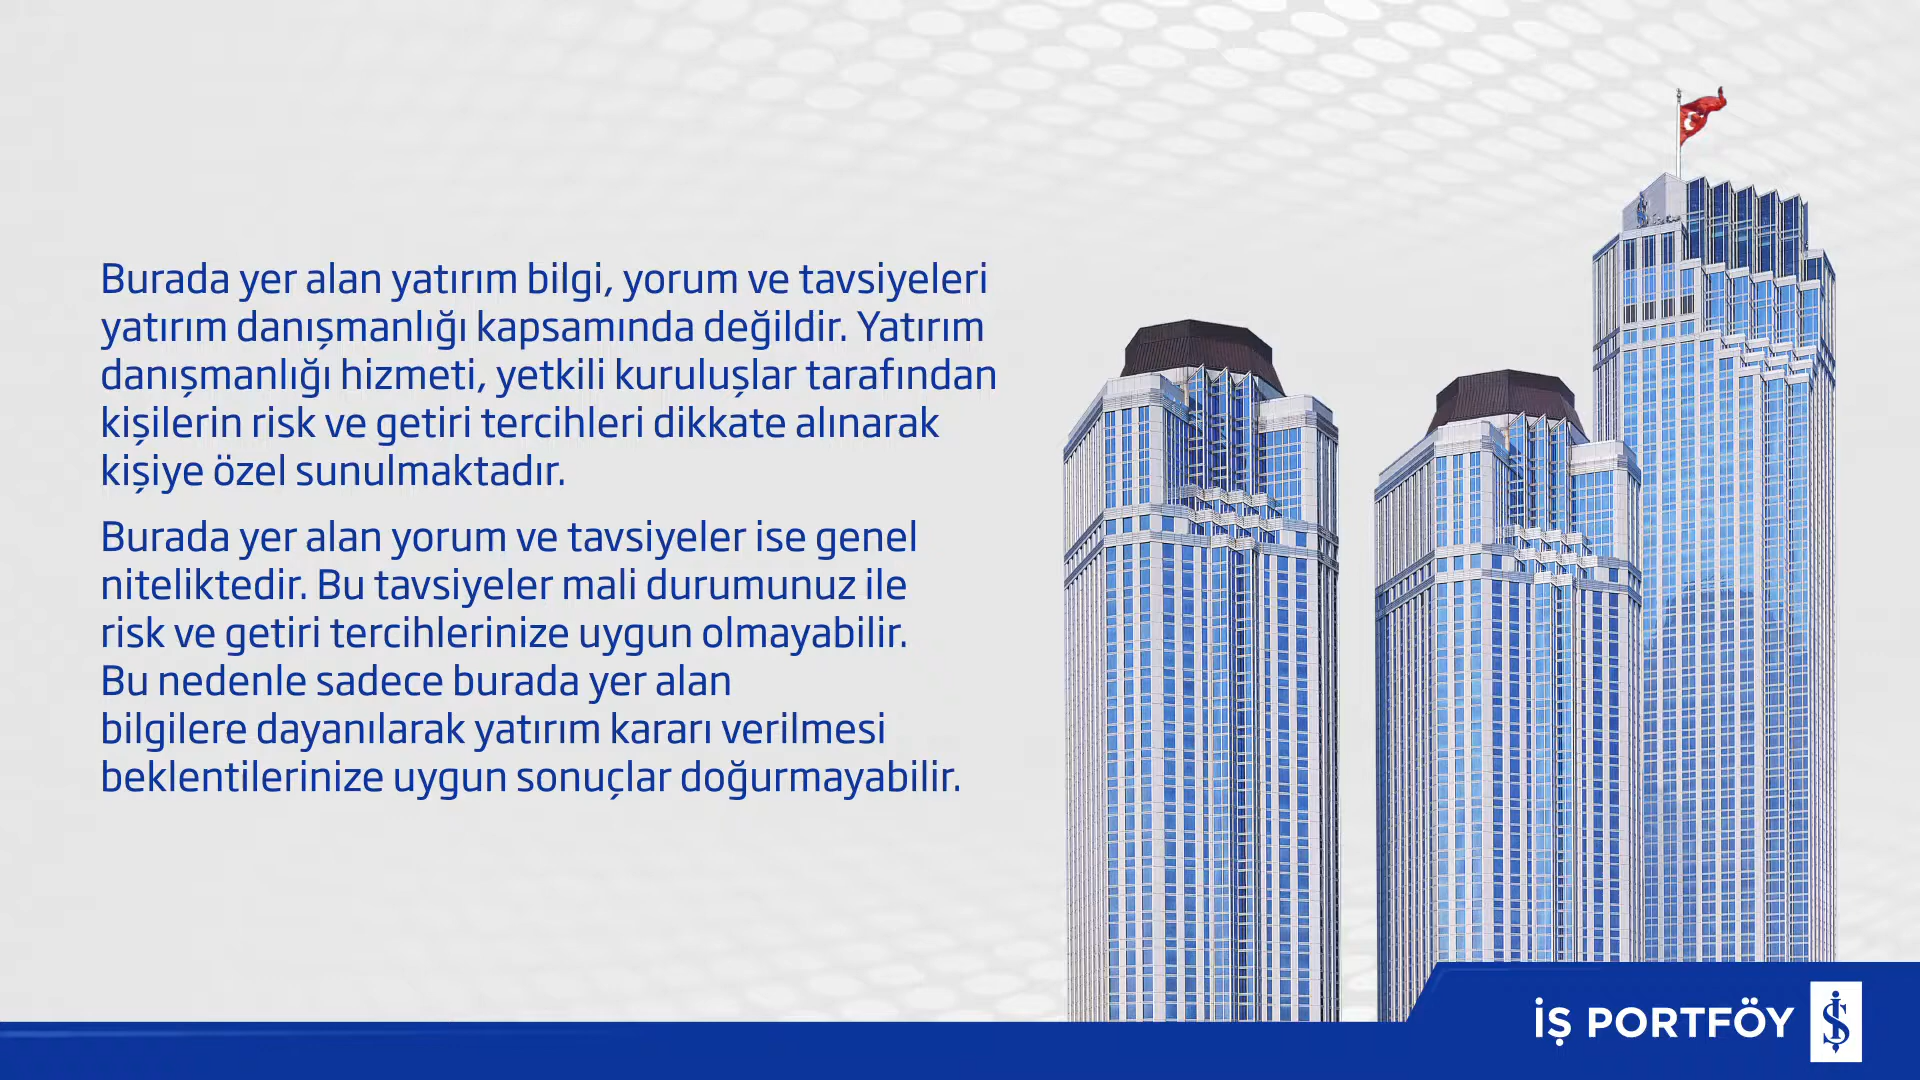 Burada yer alan yatırım bilgi, yorum ve tavsiyeleri
yatırım danışmanlığı kapsamında değildir. Yatırım
danışmanlığı hizmeti, yetkili kuruluşlar tarafından
kişilerin risk ve getiri tercihleri dikkate alınarak
kişiye özel sunulmaktadır.
Burada yer alan yorum ve tavsiyeler ise genel
niteliktedir. Bu tavsiyeler mali durumunuz ile
risk ve getiri tercihlerinize uygun olmayabilir.
Bu nedenle sadece burada yer alan
bilgilere dayanılarak yatırım kararı verilmesi
beklentilerinize uygun sonuçlar doğurmayabilir.
İŞ PORTFÖY